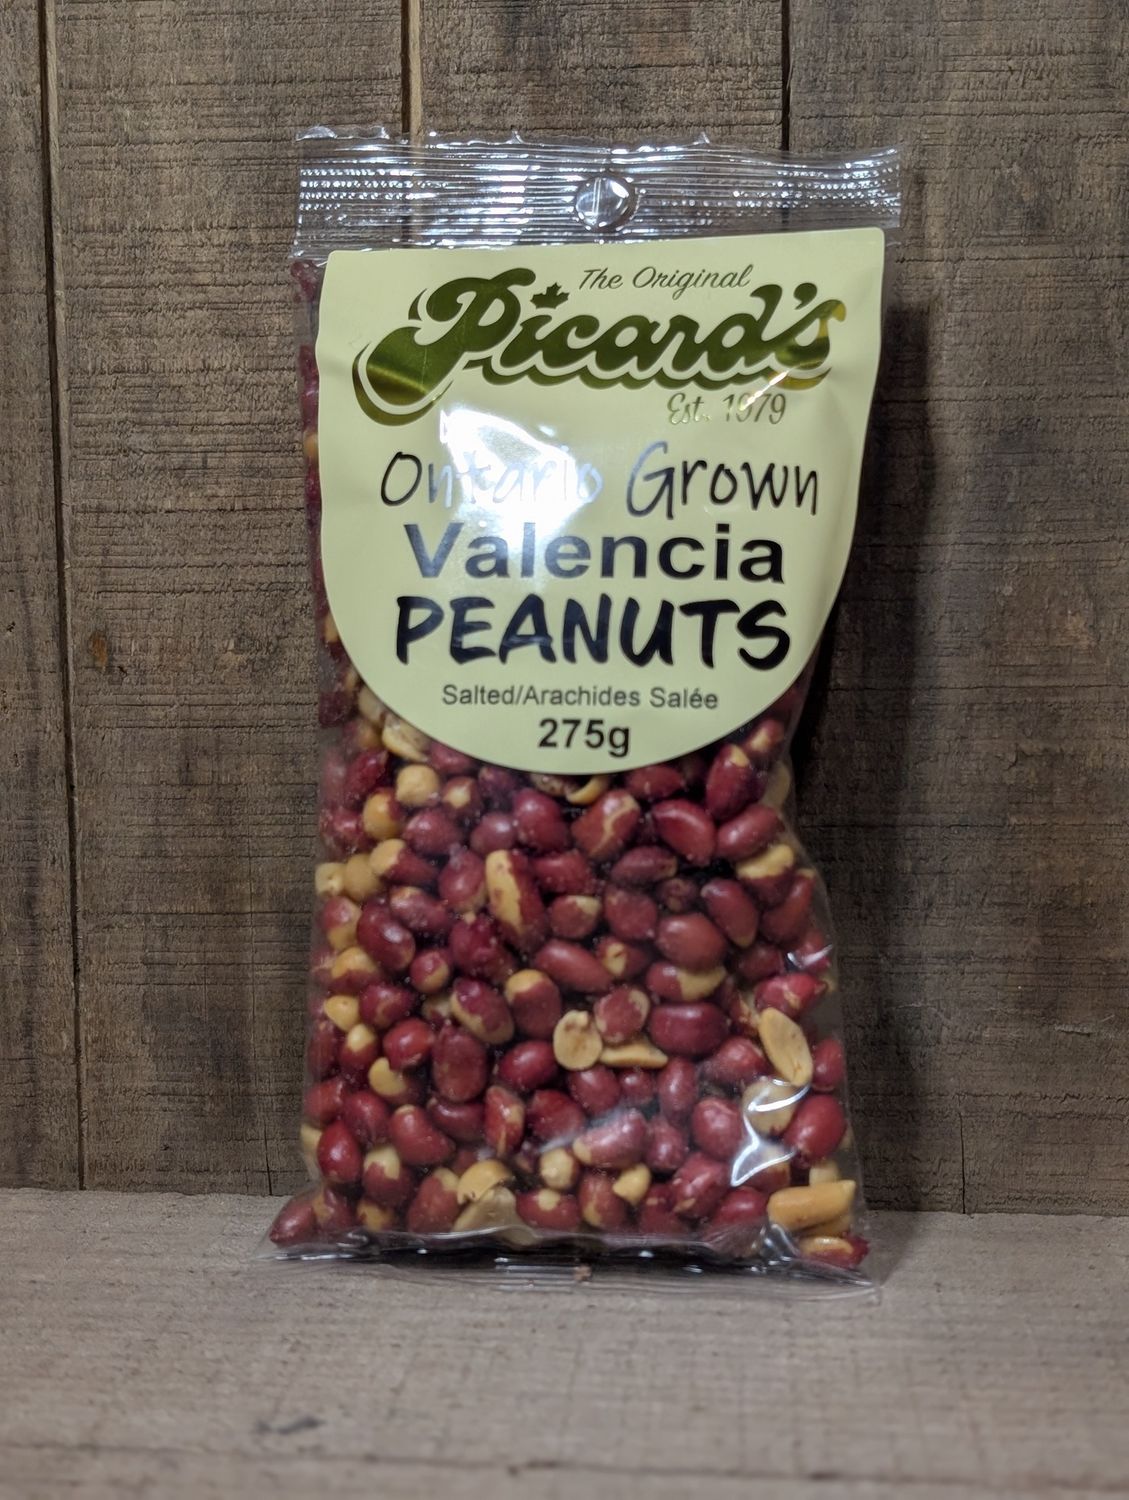 The Original
Picard's
Est. 1979
Ontario Grown
Valencia
PEANUTS
Salted/Arachides Salée
275g